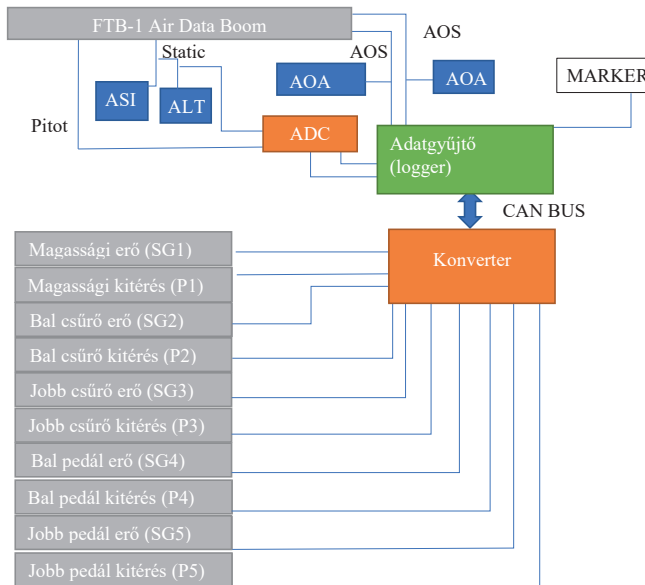 FTB-1 Air Data Boom
AOS
Static
AOS
ASI
ALT
AOA
AOA
MARKER
Pitot
ADC
Adatgyűjtő
(logger)
CAN BUS
Konverter
Magassági erő (SG1)
Magassági kitérés (P1)
Bal csűrő erő (SG2)
Bal csűrő kitérés (P2)
Jobb csűrő erő (SG3)
Jobb csűrő kitérés (P3)
Bal pedál erő (SG4)
Bal pedál kitérés (P4)
Jobb pedál erő (SG5)
Jobb pedál kitérés (P5)